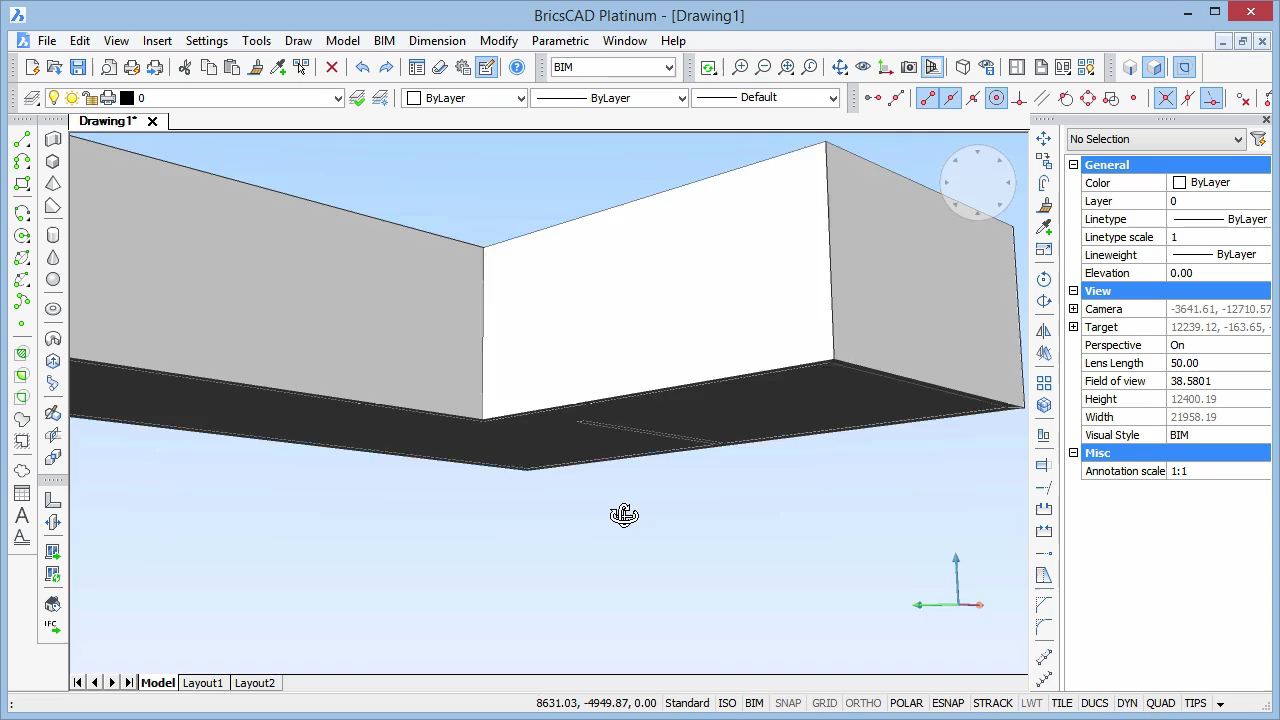 BricsCAD Platinum - [Drawing1]
File Edit View Insert Settings Tools Draw Model BIM Dimension Modify Parametric Window Help
BIM
0 ByLayer ByLayer Default
Drawing1*
No Selection
General
Color ByLayer
Layer 0
Linetype ByLayer
Linetype scale 1
Lineweight ByLayer
Elevation 0.00
View
Camera -3641.61, -12710.57
Target 12239.12, -163.65, -
Perspective On
Lens Length 50.00
Field of view 38.5801
Height 12400.19
Width 21958.19
Visual Style BIM
Misc
Annotation scale 1:1
A
A
IFC
Model Layout1 Layout2
: 8631.03, -4949.87, 0.00 Standard ISO BIM SNAP GRID ORTHO POLAR ESNAP STRACK LWT TILE DUCS DYN QUAD TIPS